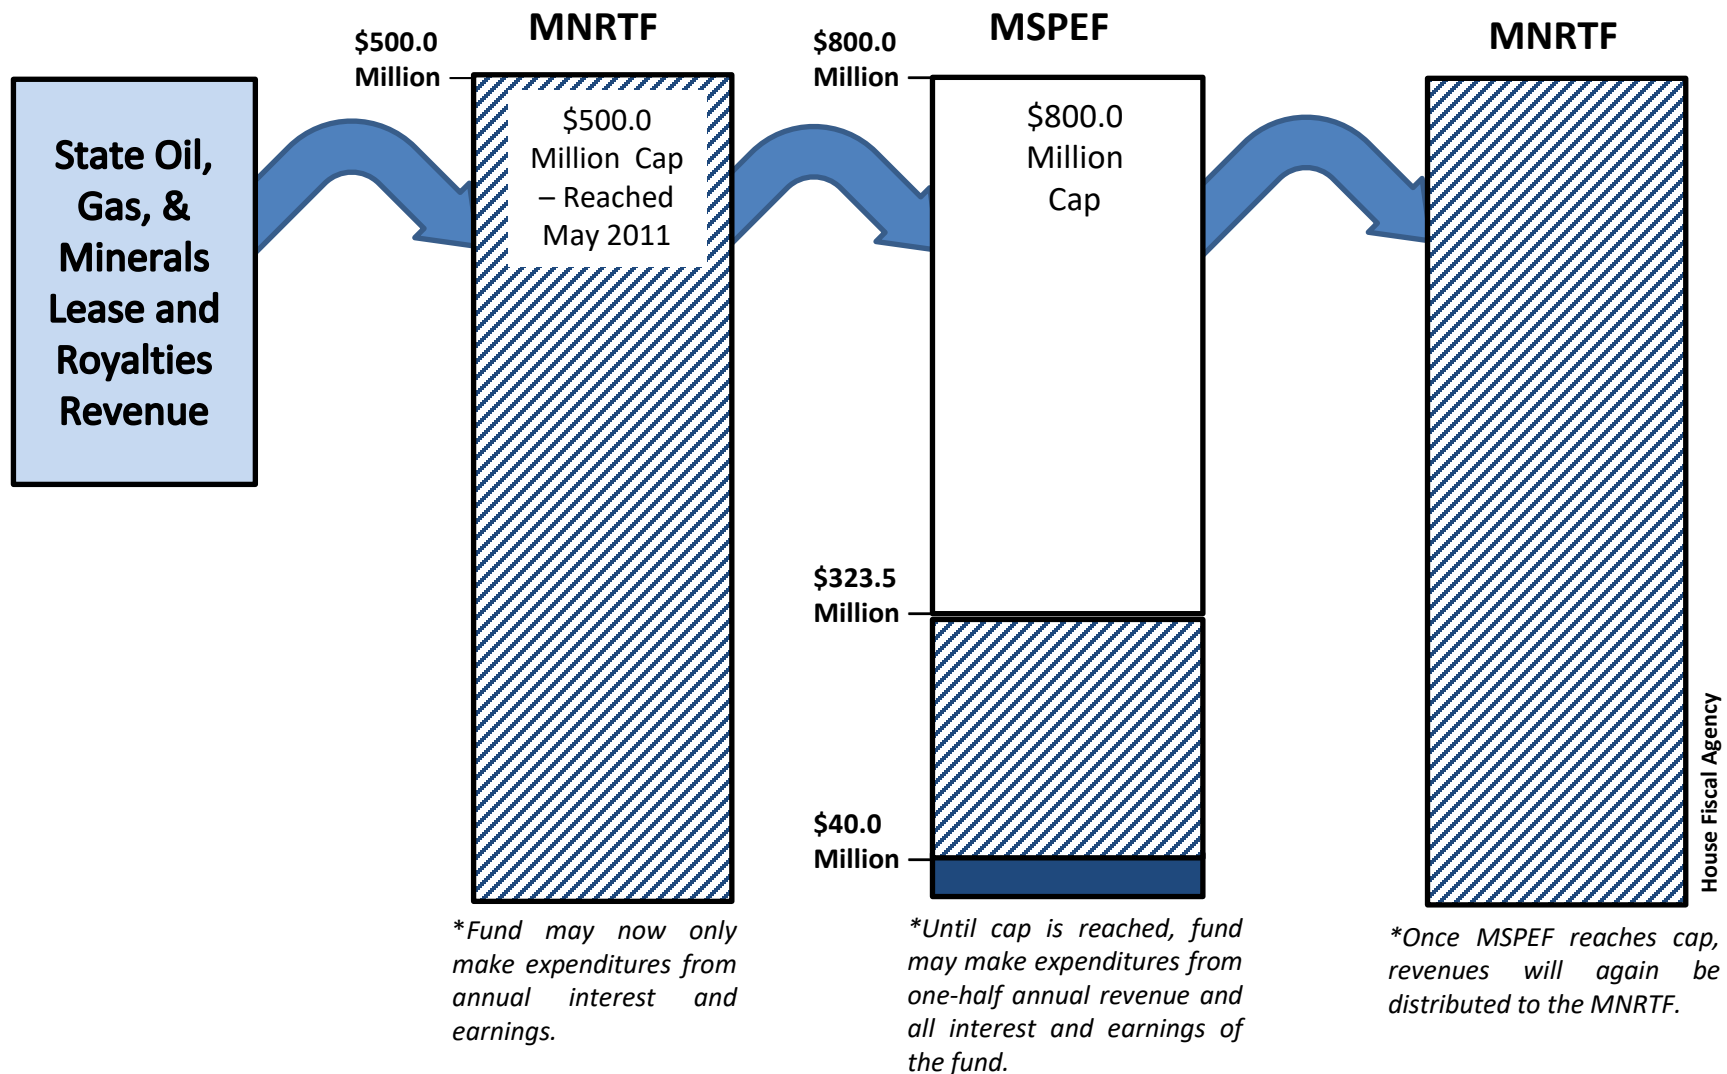 State Oil,
Gas, &
Minerals
Lease and
Royalties
Revenue
MNRTF
$500.0
Million
$500.0
Million Cap
– Reached
May 2011
*Fund may now only
make expenditures from
annual interest and
earnings.
MSPEF
$800.0
Million
$800.0
Million
Cap
$323.5
Million
$40.0
Million
*Until cap is reached, fund
may make expenditures from
one-half annual revenue and
all interest and earnings of
the fund.
MNRTF
*Once MSPEF reaches cap,
revenues will again be
distributed to the MNRTF.
House Fiscal Agency